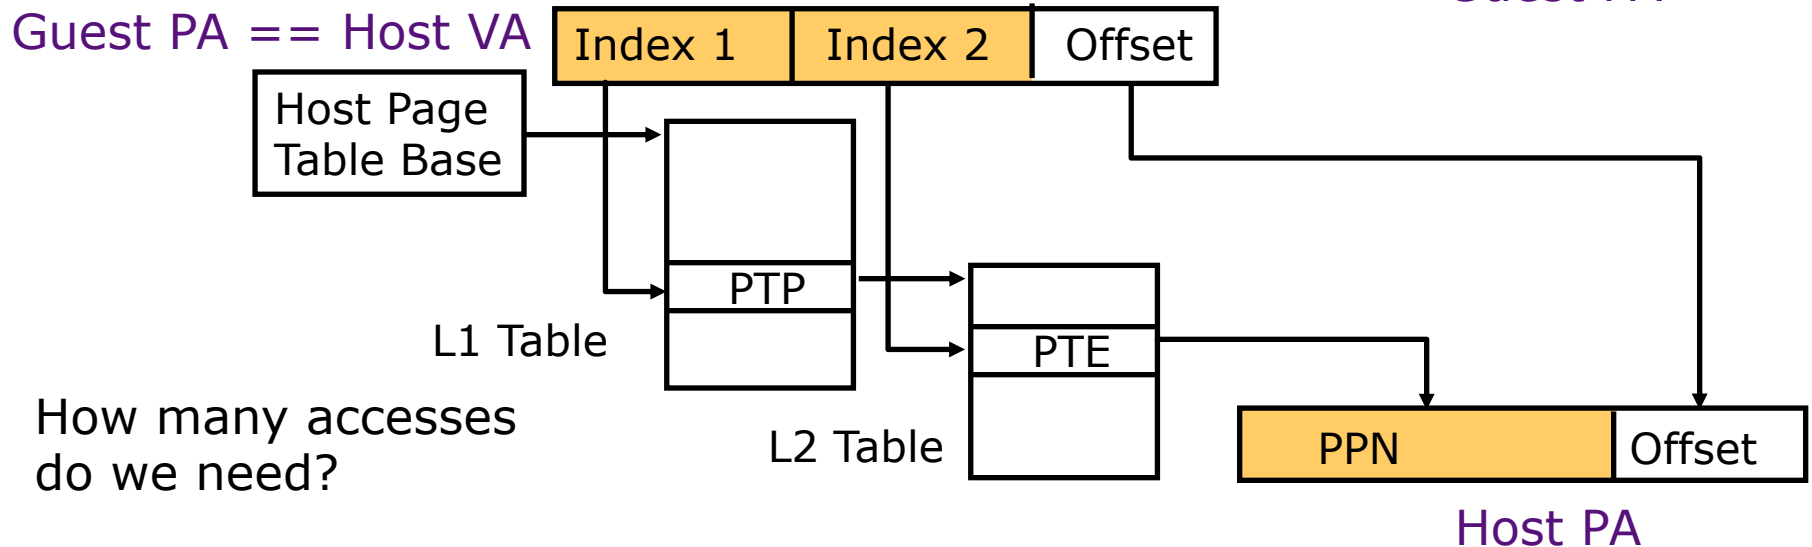 Guest PA == Host VA
Index 1
Index 2
Offset
Host Page
Table Base
PTP
L1 Table
PTE
How many accesses
do we need?
L2 Table
PPN
Offset
Host PA